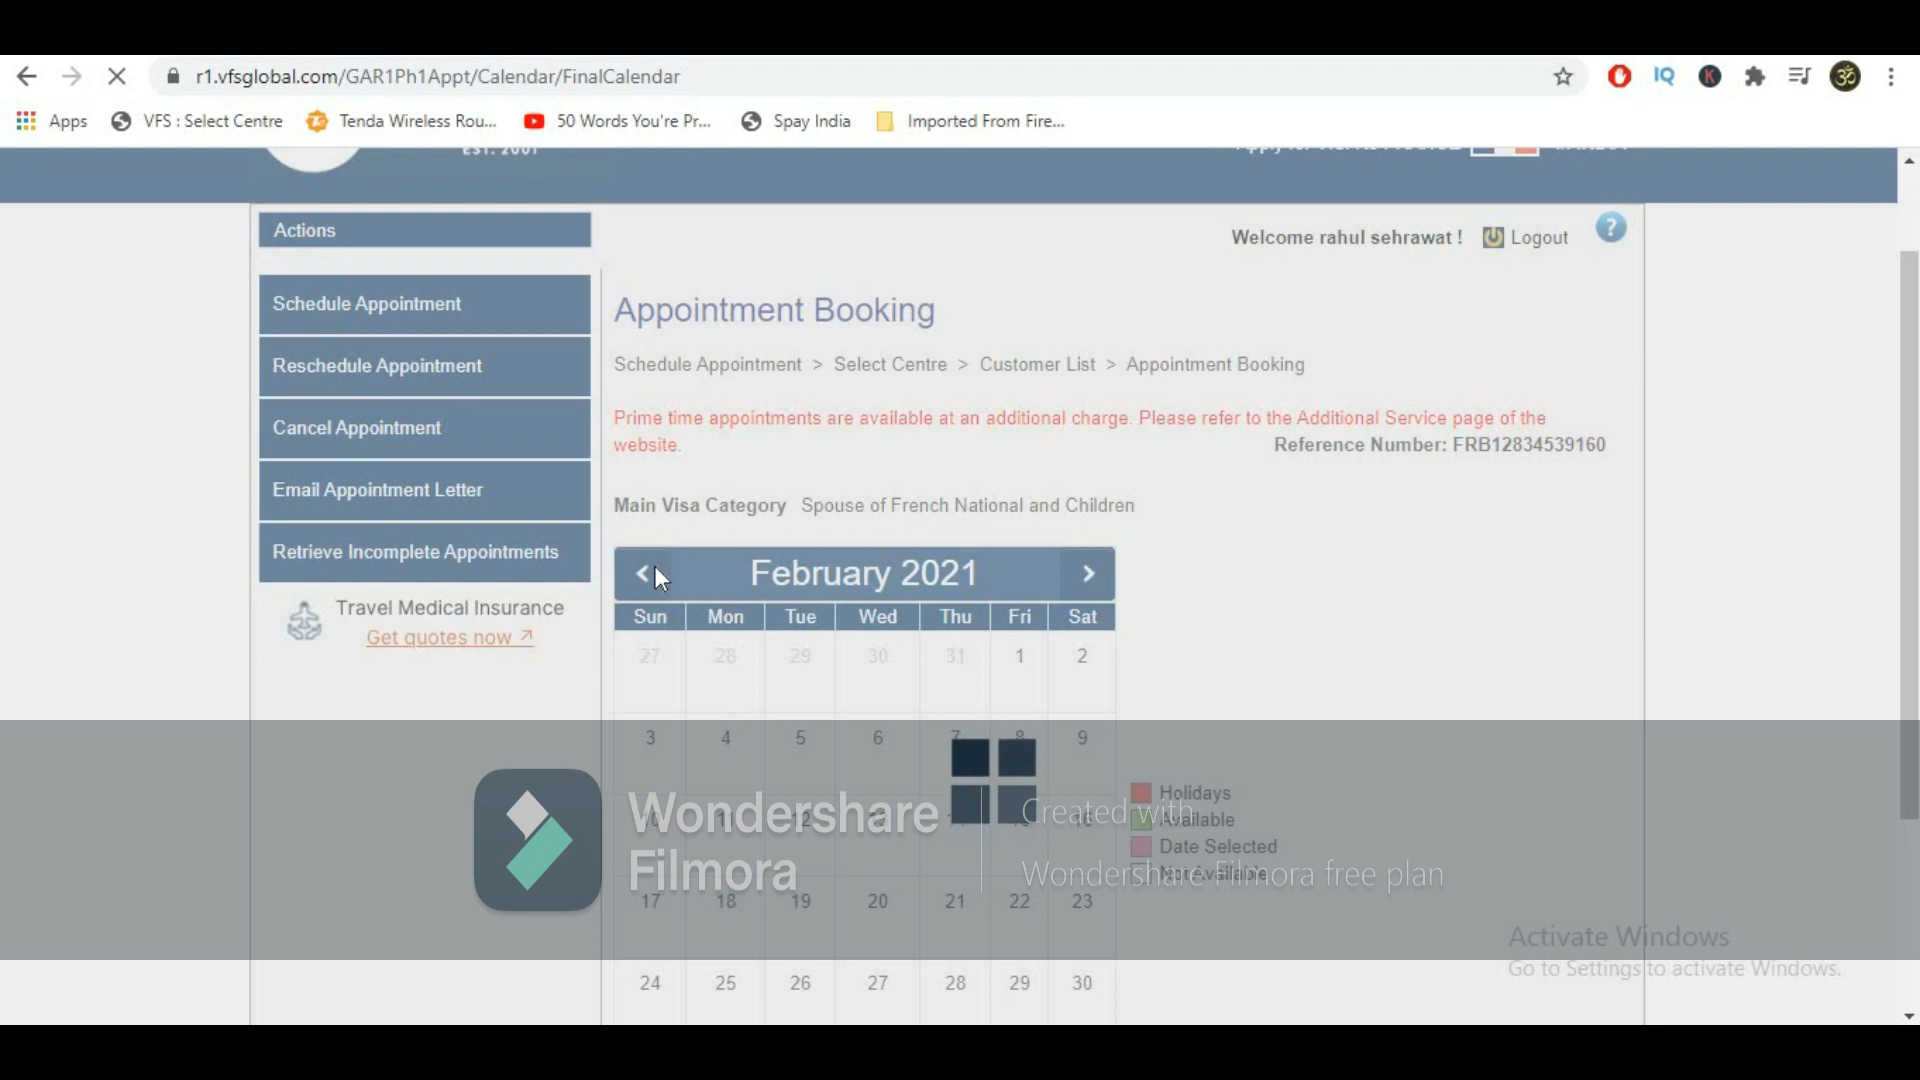 r1.vfsglobal.com/GAR1Ph1Appt/Calendar/FinalCalendar
Apps VFS : Select Centre Tenda Wireless Rou... 50 Words You're Pr... Spay India Imported From Fire...
EST. 2001
Actions
Welcome rahul sehrawat ! Logout
Schedule Appointment
Reschedule Appointment
Cancel Appointment
Email Appointment Letter
Retrieve Incomplete Appointments
Travel Medical Insurance
Get quotes now
Appointment Booking
Schedule Appointment > Select Centre > Customer List > Appointment Booking
Prime time appointments are available at an additional charge. Please refer to the Additional Service page of the
website.
Reference Number: FRB12834539160
Main Visa Category Spouse of French National and Children
February 2021
Sun Mon Tue Wed Thu Fri Sat
27 28 29 30 31 1 2
3 4 5 6 7 8 9
17 18 19 20 21 22 23
24 25 26 27 28 29 30
Holidays
Available
Date Selected
Not Available
Wondershare
Filmora
Created with
Wondershare Filmora free plan
Activate Windows
Go to Settings to activate Windows.